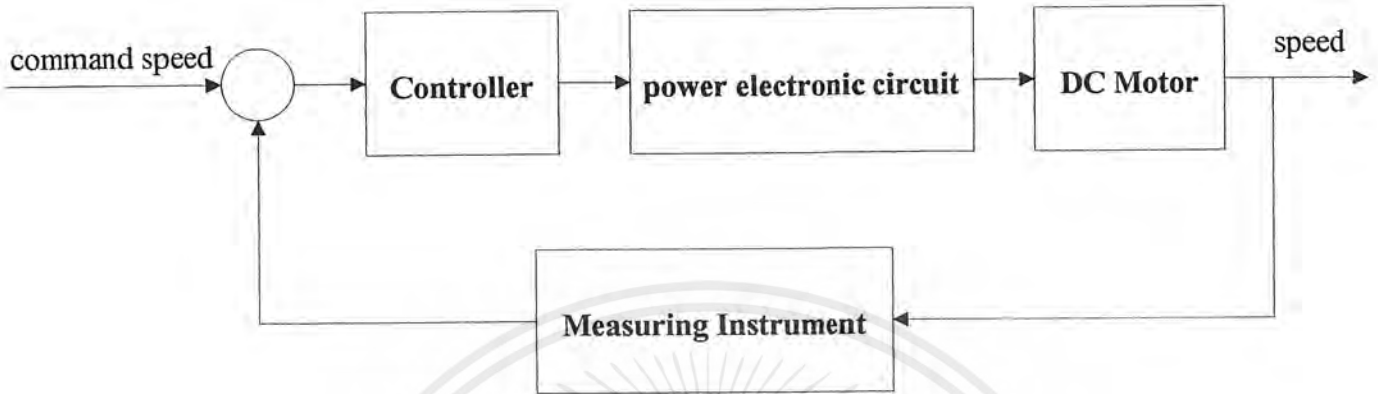 command speed
Controller
power electronic circuit
DC Motor
speed
Measuring Instrument